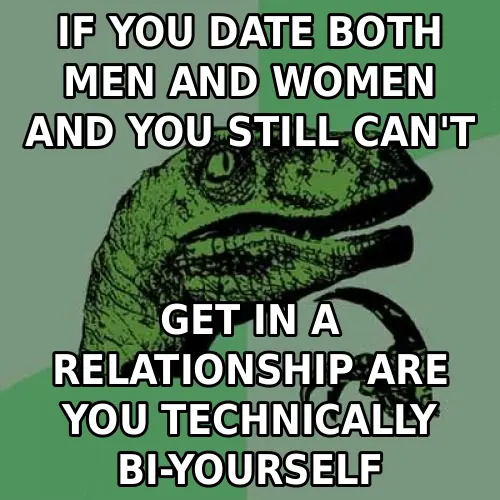 IF YOU DATE BOTH
MEN AND WOMEN
AND YOU STILL CAN'T
GET IN A
RELATIONSHIP ARE
YOU TECHNICALLY
BI-YOURSELF